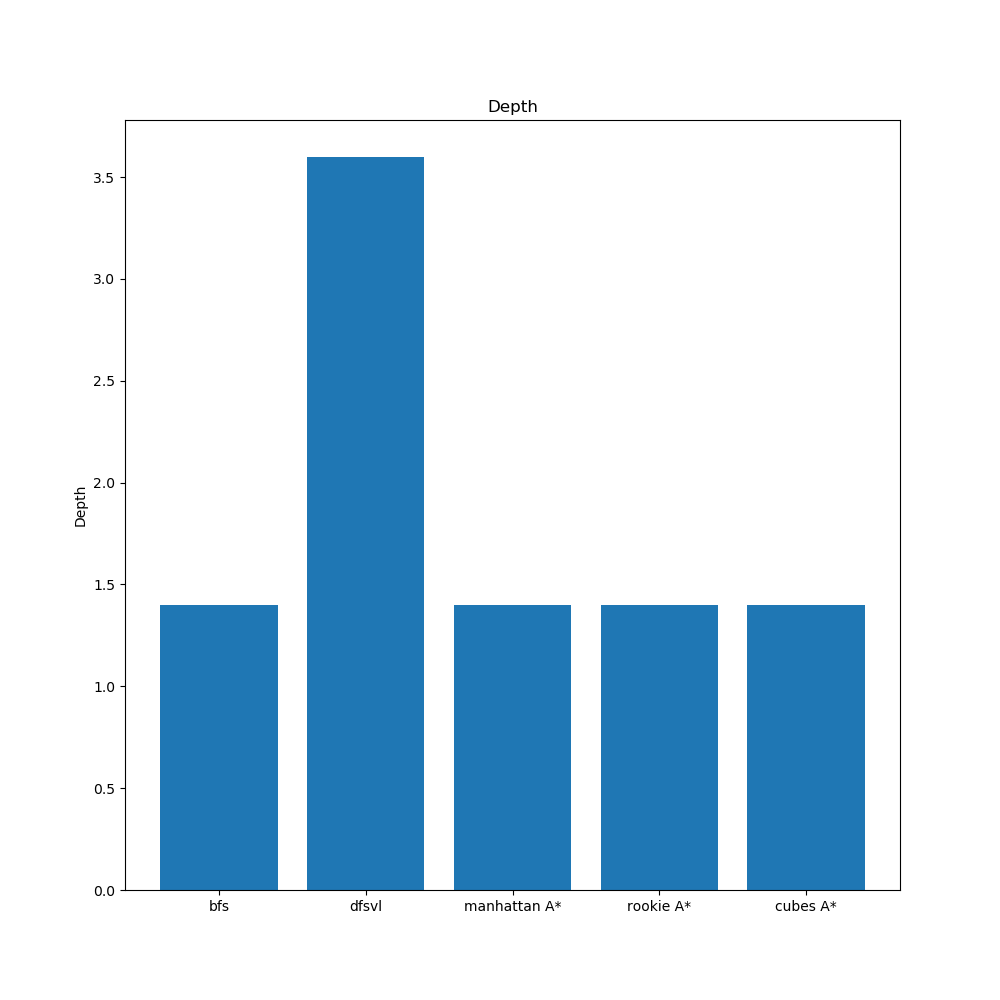 Depth
Depth
3.5
3.0
2.5
2.0
1.5
1.0
0.5
0.0
bfs
dfsvl
manhattan A*
rookie A*
cubes A*